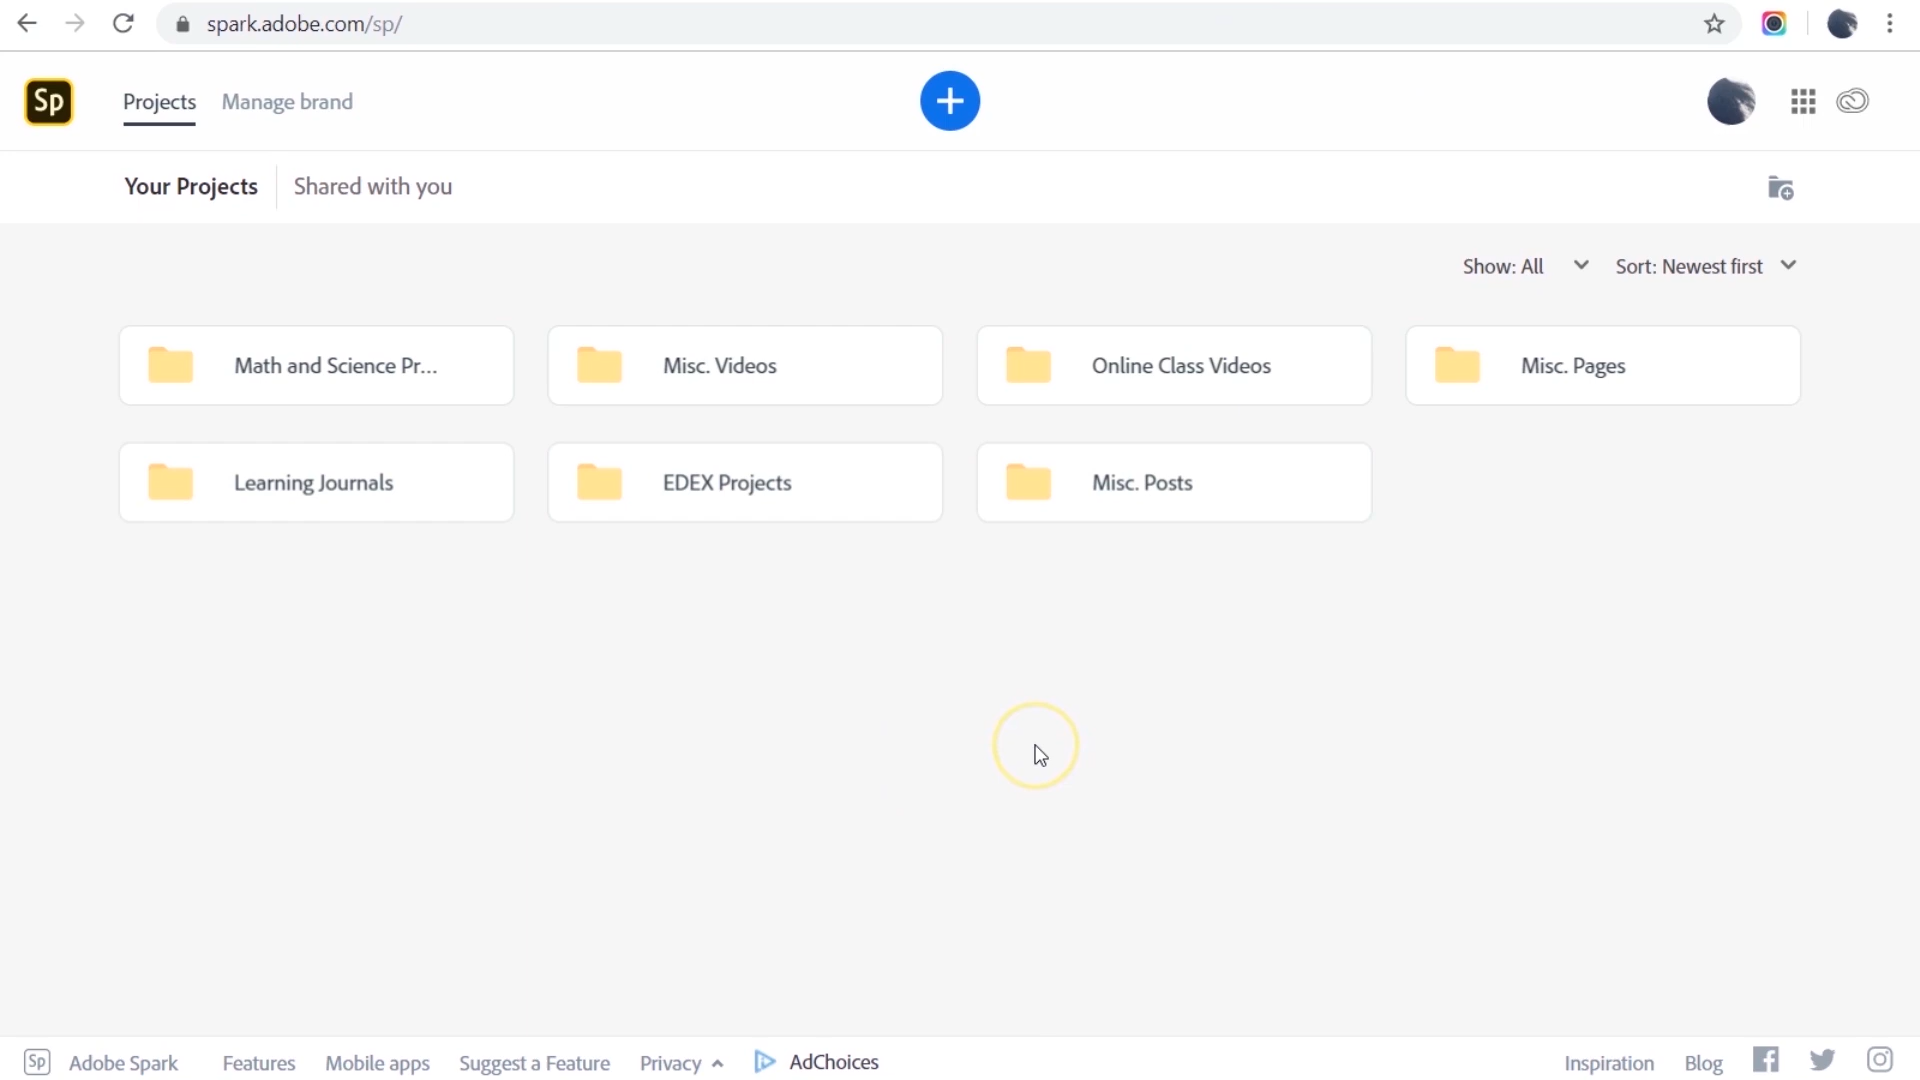 spark.adobe.com/sp/
Sp
Projects
Manage brand
Your Projects
Shared with you
Show: All
Sort: Newest first
Math and Science Pr...
Misc. Videos
Online Class Videos
Misc. Pages
Learning Journals
EDEX Projects
Misc. Posts
Sp
Adobe Spark
Features
Mobile apps
Suggest a Feature
Privacy
AdChoices
Inspiration
Blog